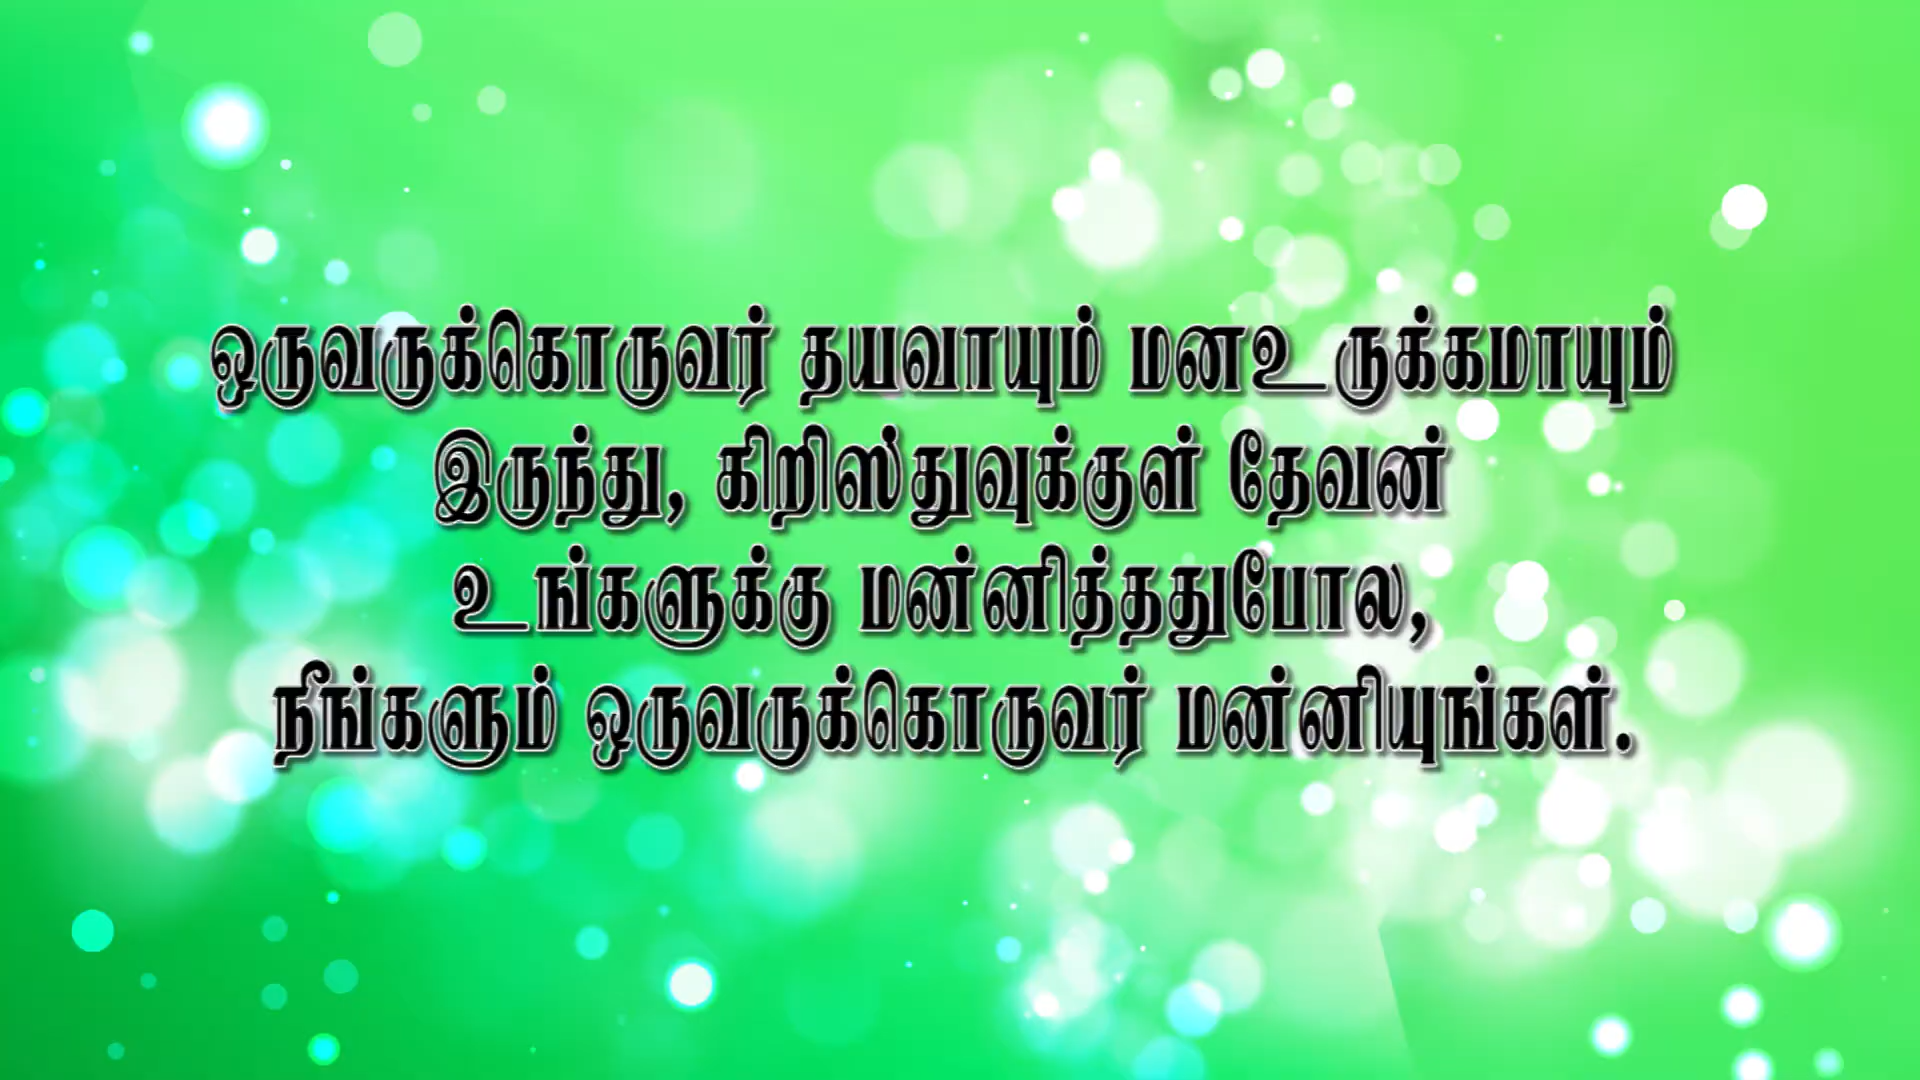 ஒருவருக்கொருவர் தயவாயும் மனஉருக்கமாயும்
இருந்து, கிறிஸ்துவுக்குள் தேவன்
உங்களுக்கு மன்னித்ததுபோல,
நீங்களும் ஒருவருக்கொருவர் மன்னியுங்கள்.